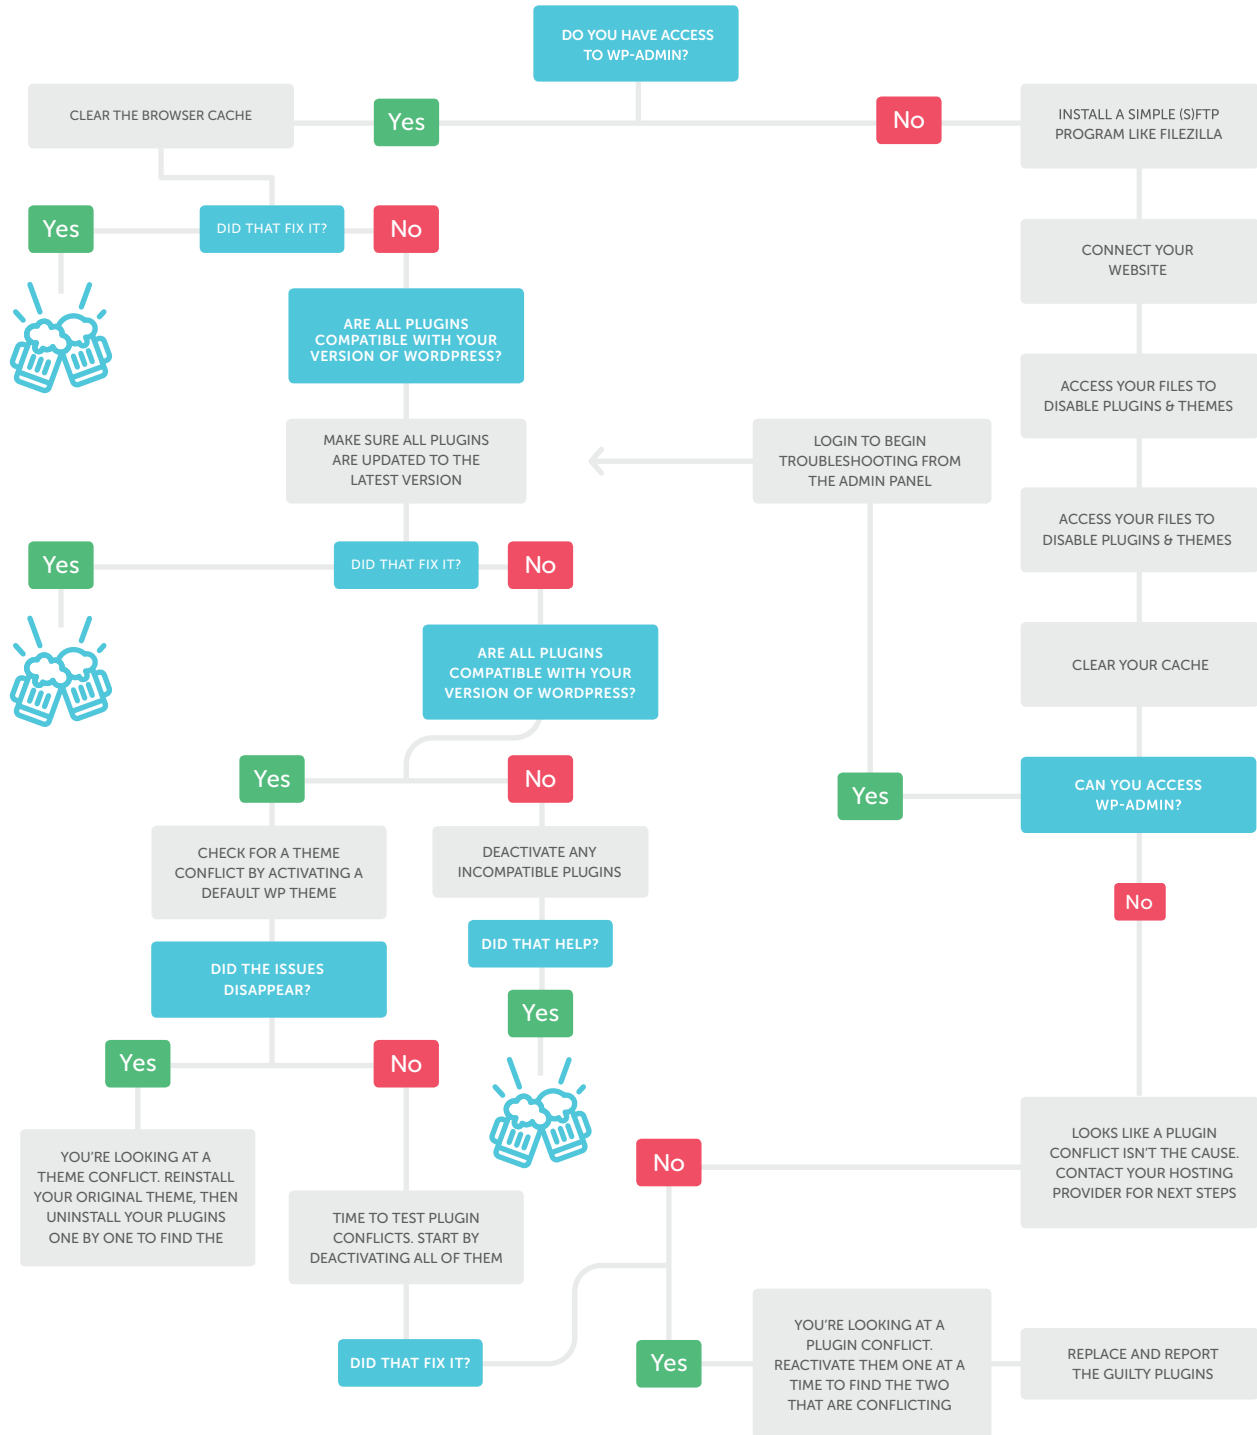 DO YOU HAVE ACCESS
TO WP-ADMIN?
CLEAR THE BROWSER CACHE
Yes
No
INSTALL A SIMPLE (S)FTP
PROGRAM LIKE FILEZILLA
Yes
DID THAT FIX IT?
No
CONNECT YOUR
WEBSITE
ARE ALL PLUGINS
COMPATIBLE WITH YOUR
VERSION OF WORDPRESS?
ACCESS YOUR FILES TO
DISABLE PLUGINS & THEMES
MAKE SURE ALL PLUGINS
ARE UPDATED TO THE
LATEST VERSION
LOGIN TO BEGIN
TROUBLESHOOTING FROM
THE ADMIN PANEL
ACCESS YOUR FILES TO
DISABLE PLUGINS & THEMES
Yes
DID THAT FIX IT?
No
ARE ALL PLUGINS
COMPATIBLE WITH YOUR
VERSION OF WORDPRESS?
CLEAR YOUR CACHE
Yes
No
Yes
CAN YOU ACCESS
WP-ADMIN?
CHECK FOR A THEME
CONFLICT BY ACTIVATING A
DEFAULT WP THEME
DEACTIVATE ANY
INCOMPATIBLE PLUGINS
No
DID THE ISSUES
DISAPPEAR?
DID THAT HELP?
Yes
Yes
No
YOU'RE LOOKING AT A
THEME CONFLICT. REINSTALL
YOUR ORIGINAL THEME, THEN
UNINSTALL YOUR PLUGINS
ONE BY ONE TO FIND THE
No
LOOKS LIKE A PLUGIN
CONFLICT ISN'T THE CAUSE.
CONTACT YOUR HOSTING
PROVIDER FOR NEXT STEPS
TIME TO TEST PLUGIN
CONFLICTS. START BY
DEACTIVATING ALL OF THEM
DID THAT FIX IT?
Yes
YOU'RE LOOKING AT A
PLUGIN CONFLICT.
REACTIVATE THEM ONE AT A
TIME TO FIND THE TWO
THAT ARE CONFLICTING
REPLACE AND REPORT
THE GUILTY PLUGINS